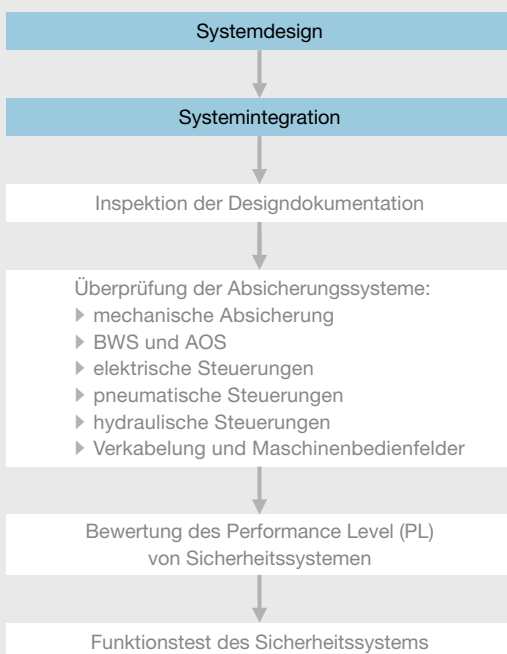 Systemdesign
Systemintegration
Inspektion der Designdokumentation
Überprüfung der Absicherungssysteme:
▶ mechanische Absicherung
▶ BWS und AOS
▶ elektrische Steuerungen
▶ pneumatische Steuerungen
▶ hydraulische Steuerungen
▶ Verkabelung und Maschinenbedienfelder
Bewertung des Performance Level (PL)
von Sicherheitssystemen
Funktionstest des Sicherheitssystems